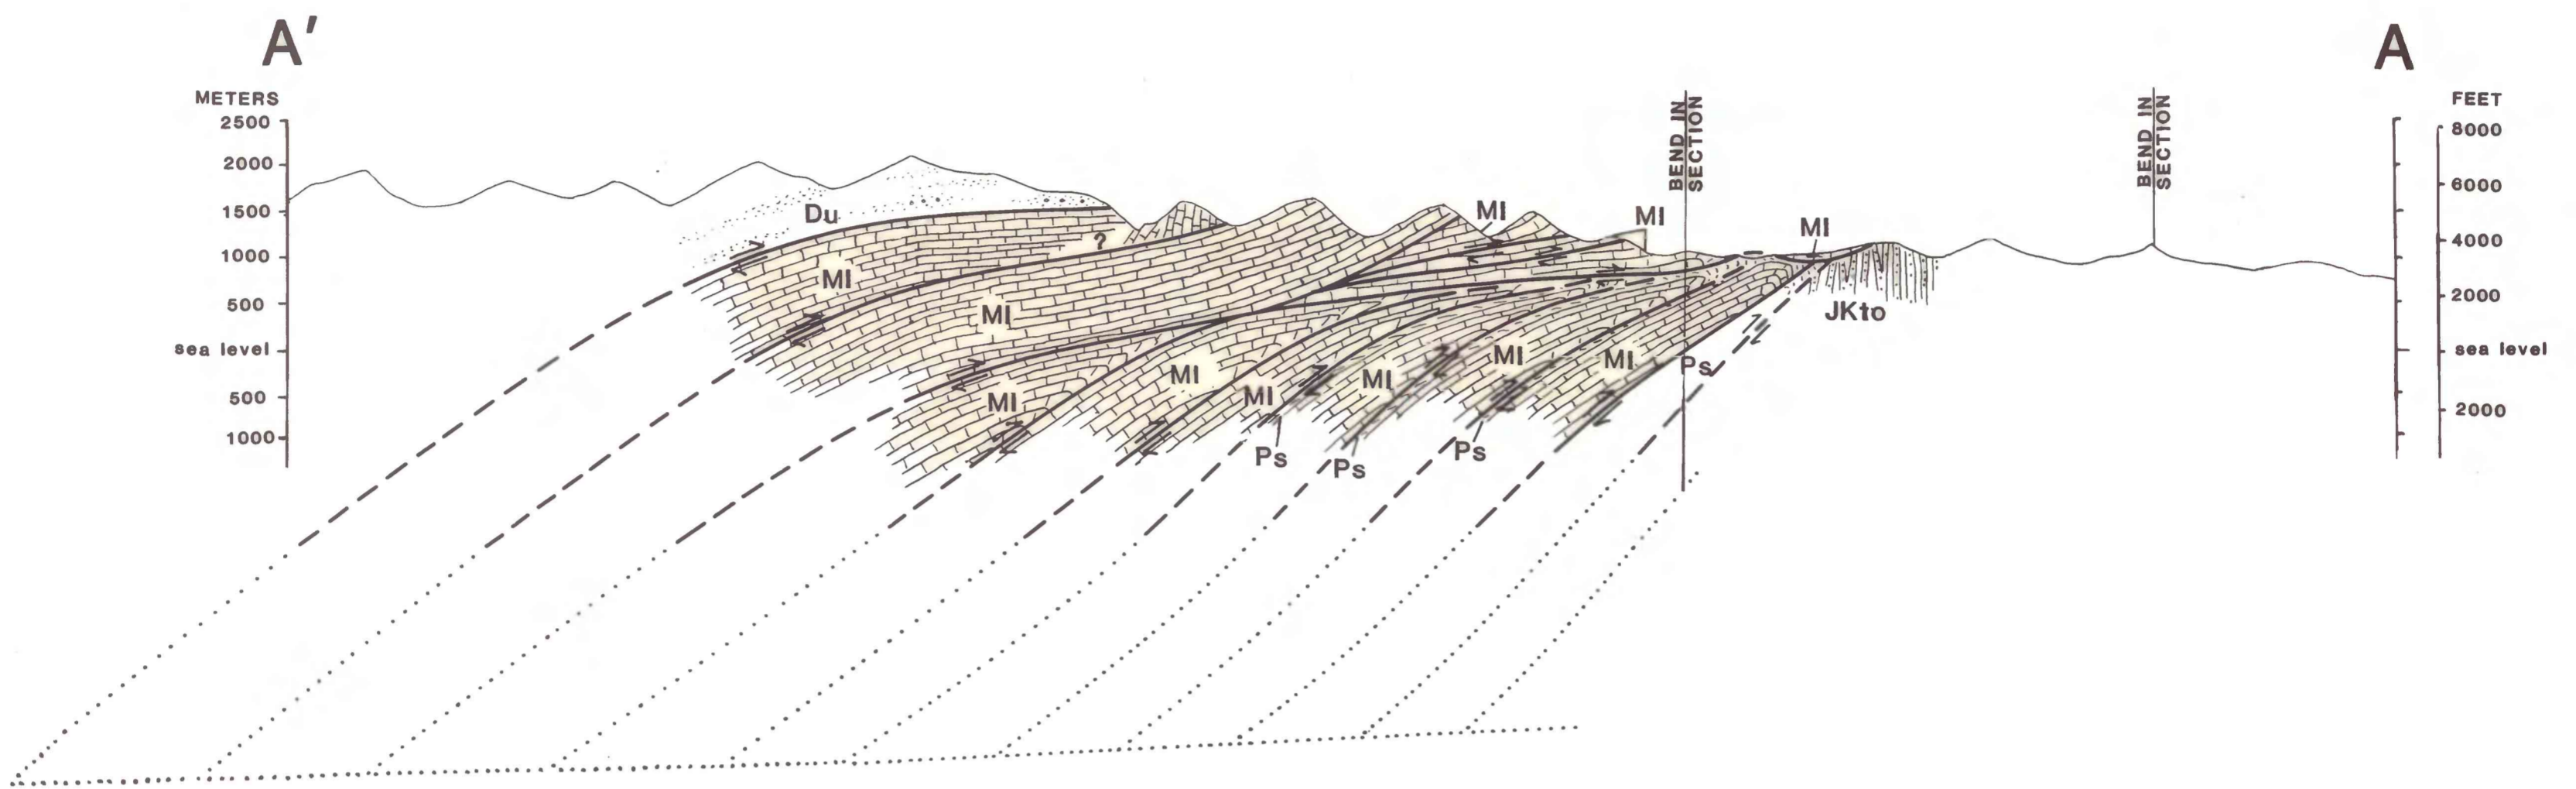 A'
A
METERS
2500
2000
1500
1000
500
sea level
500
1000
BEND IN
SECTION
BEND IN
SECTION
FEET
8000
6000
4000
2000
sea level
2000
Du
Ml
?
Ml
Ml
Ml
Ml
Ml
Ml
Ml
Ml
Ml
Ml
Ml
JKto
Ps
Ps
Ps
Ps